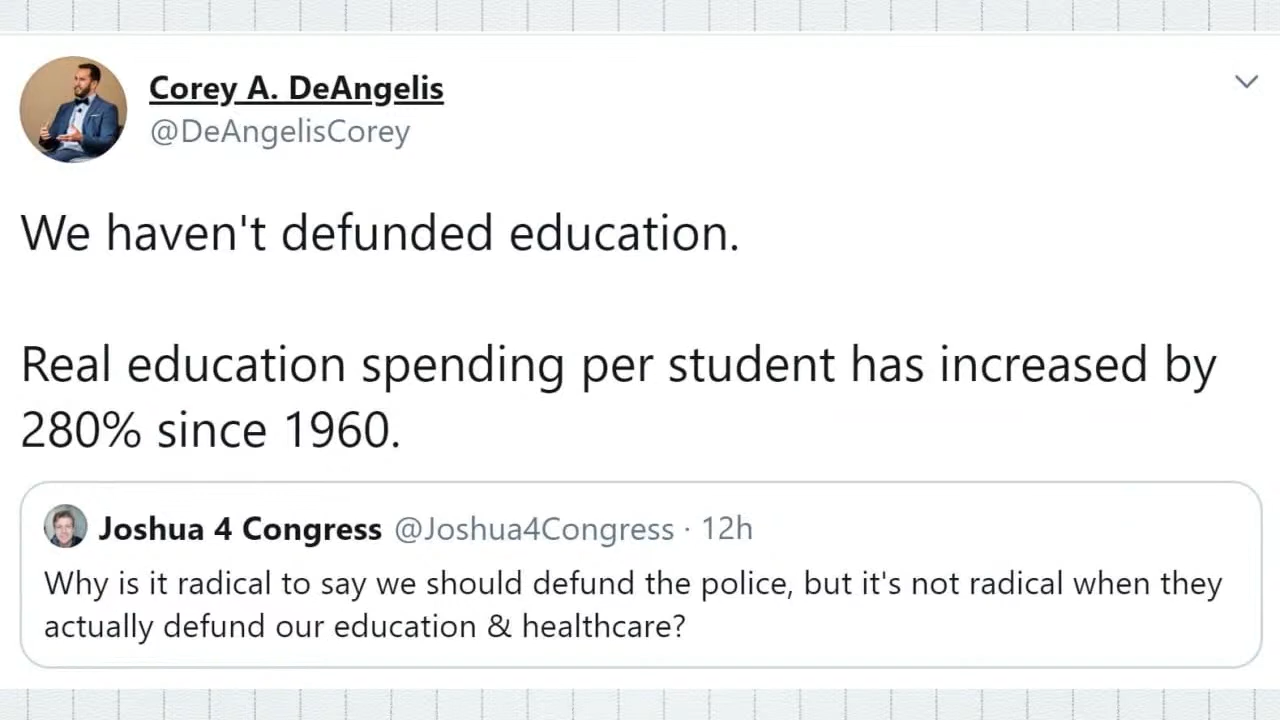 Corey A. DeAngelis
@DeAngelisCorey
We haven't defunded education.
Real education spending per student has increased by
280% since 1960.
Joshua 4 Congress @Joshua4Congress · 12h
Why is it radical to say we should defund the police, but it's not radical when they
actually defund our education & healthcare?